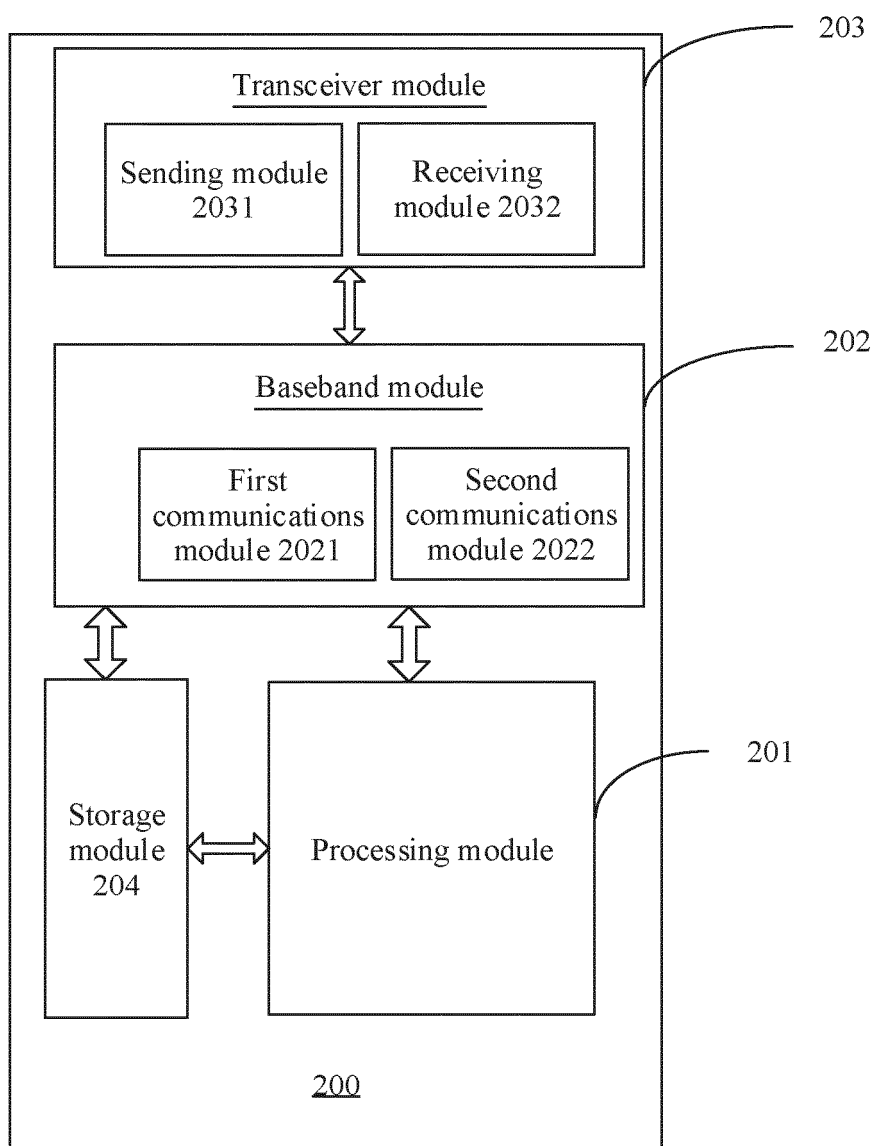 203
Transceiver module
Sending module
2031
Receiving
module 2032
202
Baseband module
First
communications
module 2021
Second
communications
module 2022
201
Storage
module
204
Processing module
200